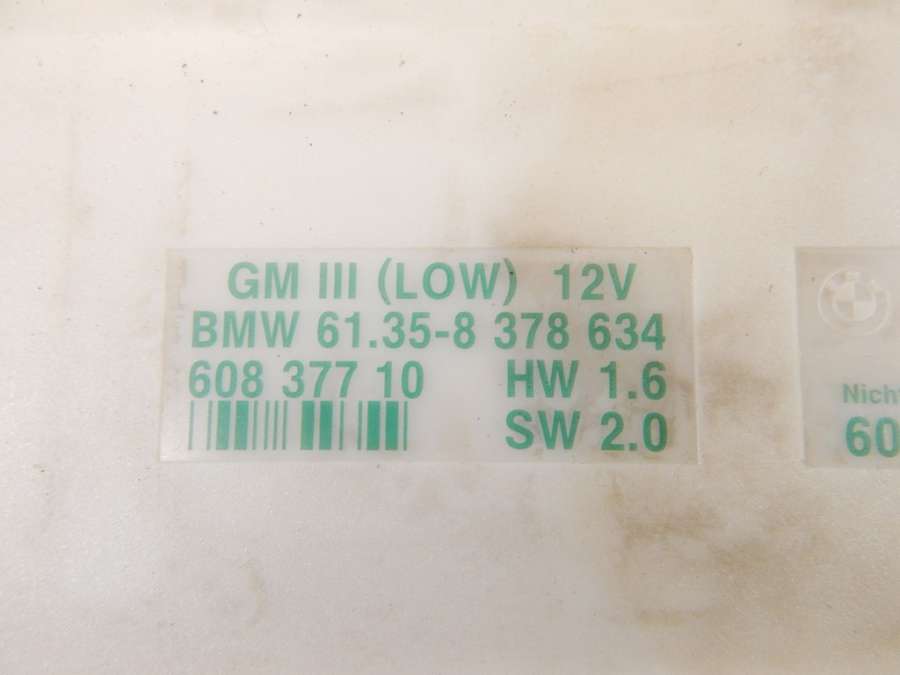 GM III (LOW) 12V
BMW 61.35-8 378 634
608 377 10 HW 1.6
SW 2.0
60